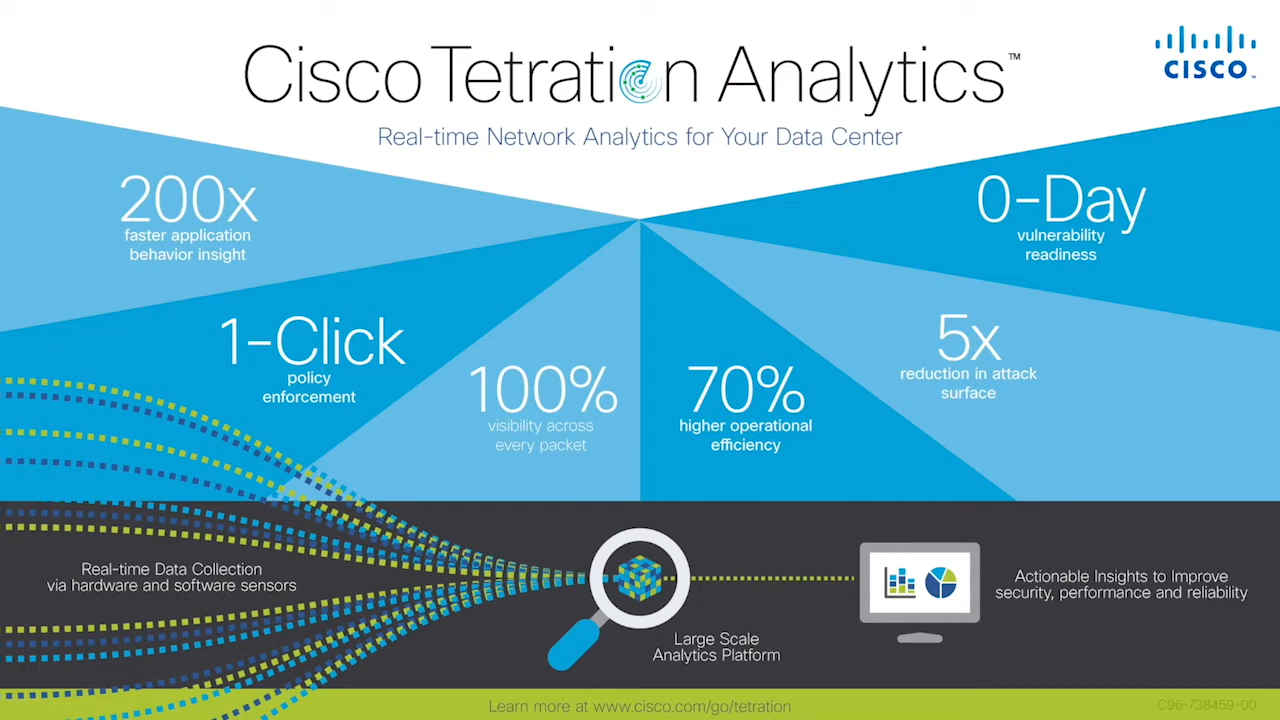 Cisco Tetration Analytics™
CISCO™
Real-time Network Analytics for Your Data Center
200x
faster application
behavior insight
1-Click
policy
enforcement
100%
visibility across
every packet
70%
higher operational
efficiency
5x
reduction in attack
surface
0-Day
vulnerability
readiness
Real-time Data Collection
via hardware and software sensors
Large Scale
Analytics Platform
Actionable Insights to Improve
security, performance and reliability
Learn more at www.cisco.com/go/tetration
C96-738459-00